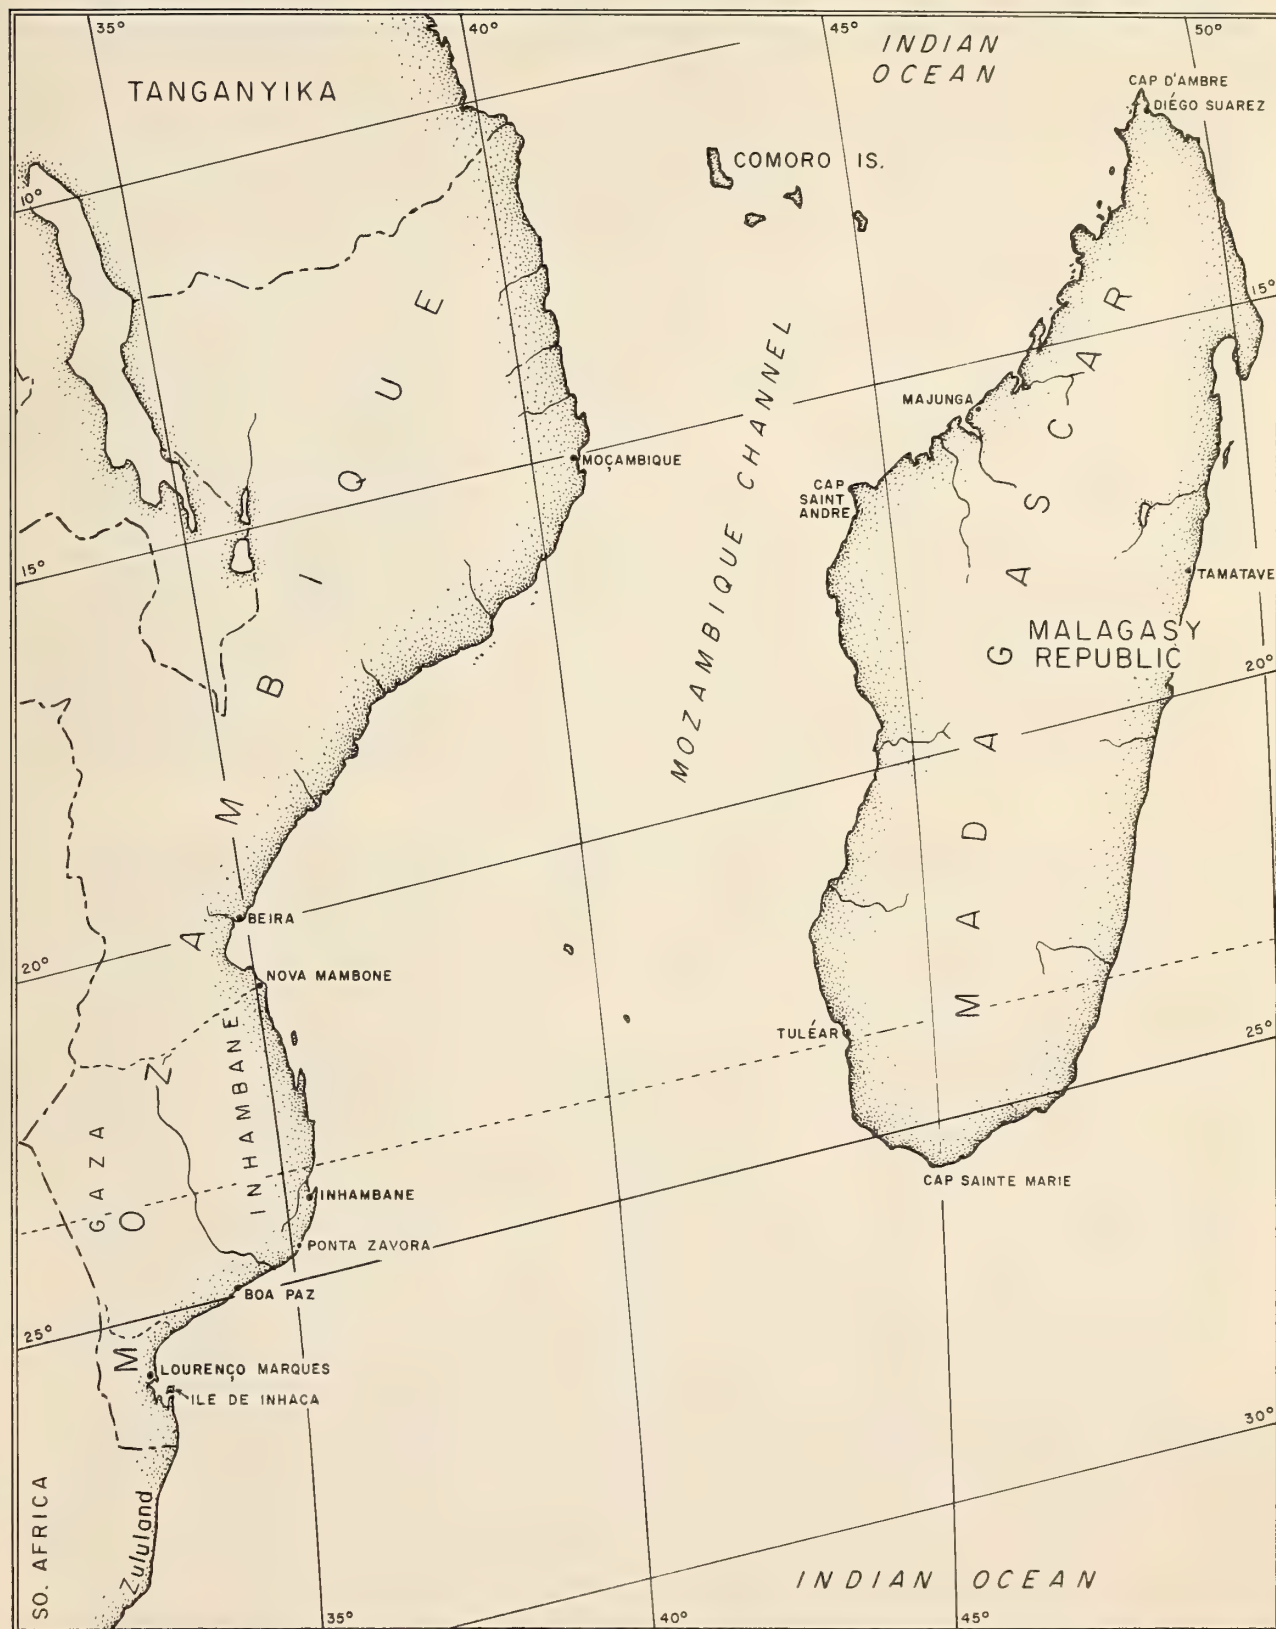 35°
40°
45°
50°
INDIAN
OCEAN
TANGANYIKA
CAP D'AMBRE
DIÉGO SUAREZ
COMORO IS.
10°
15°
MOZAMBIQUE
MOZAMBIQUE CHANNEL
MADAGASCAR
MAJUNGA
MOÇAMBIQUE
CAP
SAINT
ANDRE
15°
TAMATAVE
MALAGASY
REPUBLIC
20°
BEIRA
20°
NOVA MAMBONE
INHAMBANE
GAZA
TULÉAR
25°
INHAMBANE
CAP SAINTE MARIE
PONTA ZAVORA
BOA PAZ
25°
LOURENÇO MARQUES
ILE DE INHACA
30°
SO. AFRICA
Zululand
INDIAN OCEAN
35°
40°
45°